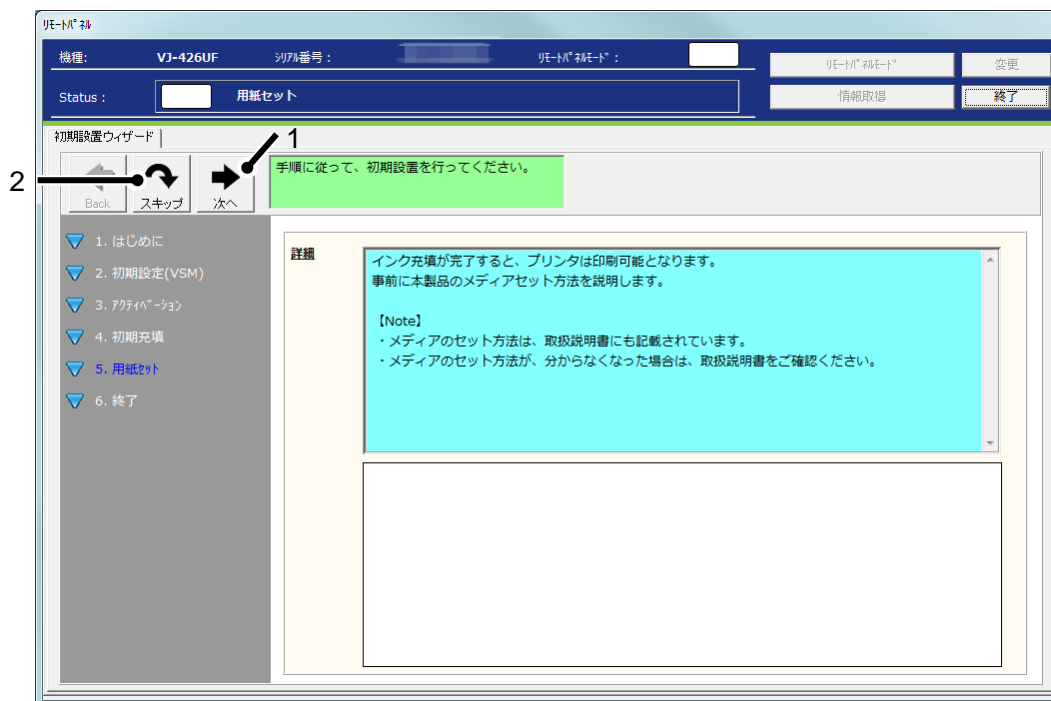 ﾘﾓｰﾄﾊﾟﾈﾙ
機種: VJ-426UF ｼﾘｱﾙ番号： ﾘﾓｰﾄﾊﾟﾈﾙﾓｰﾄﾞ：
ﾘﾓｰﾄﾊﾟﾈﾙﾓｰﾄﾞ 変更
Status : 用紙セット
情報取得 終了
初期設置ウィザード
1
2
Back スキップ 次へ
手順に従って、初期設置を行ってください。
1. はじめに
2. 初期設定(VSM)
3. ｱｸﾃｨﾍﾞｰｼｮﾝ
4. 初期充填
5. 用紙ｾｯﾄ
6. 終了
詳細
インク充填が完了すると、プリンタは印刷可能となります。
事前に本製品のメディアセット方法を説明します。
【Note】
・メディアのセット方法は、取扱説明書にも記載されています。
・メディアのセット方法が、分からなくなった場合は、取扱説明書をご確認ください。